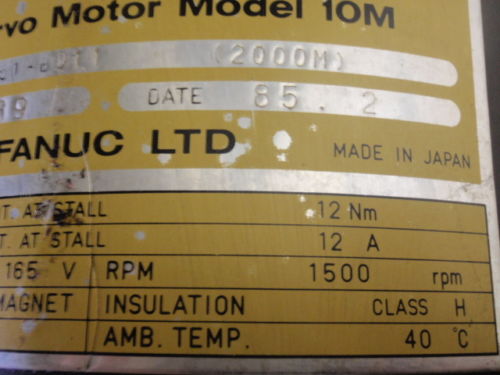 rvo Motor Model 10M
(2000M)
DATE 85.2
FANUC LTD MADE IN JAPAN
T. AT STALL 12 Nm
T. AT STALL 12 A
165 V RPM 1500 rpm
MAGNET INSULATION CLASS H
AMB. TEMP. 40 °C